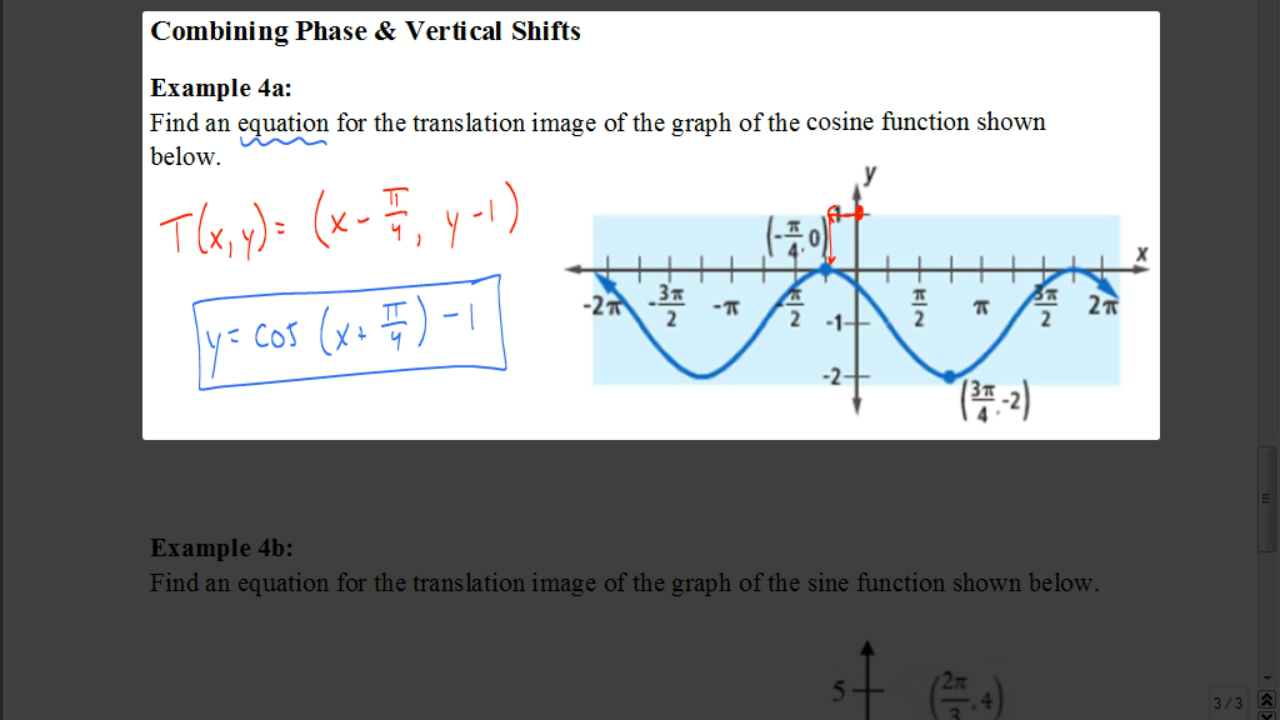 Combining Phase & Vertical Shifts
Example 4a:
Find an equation for the translation image of the graph of the cosine function shown
below.
T(x,y)= (x-π/4, y-1)
y= cos (x+π/4) -1
y
1
(-π/4, 0)
x
-2π -3π/2 -π -π/2 π/2 π 3π/2 2π
-1
-2
(3π/4, -2)
Example 4b:
Find an equation for the translation image of the graph of the sine function shown below.
5
(2π/3, 4)
3 / 3